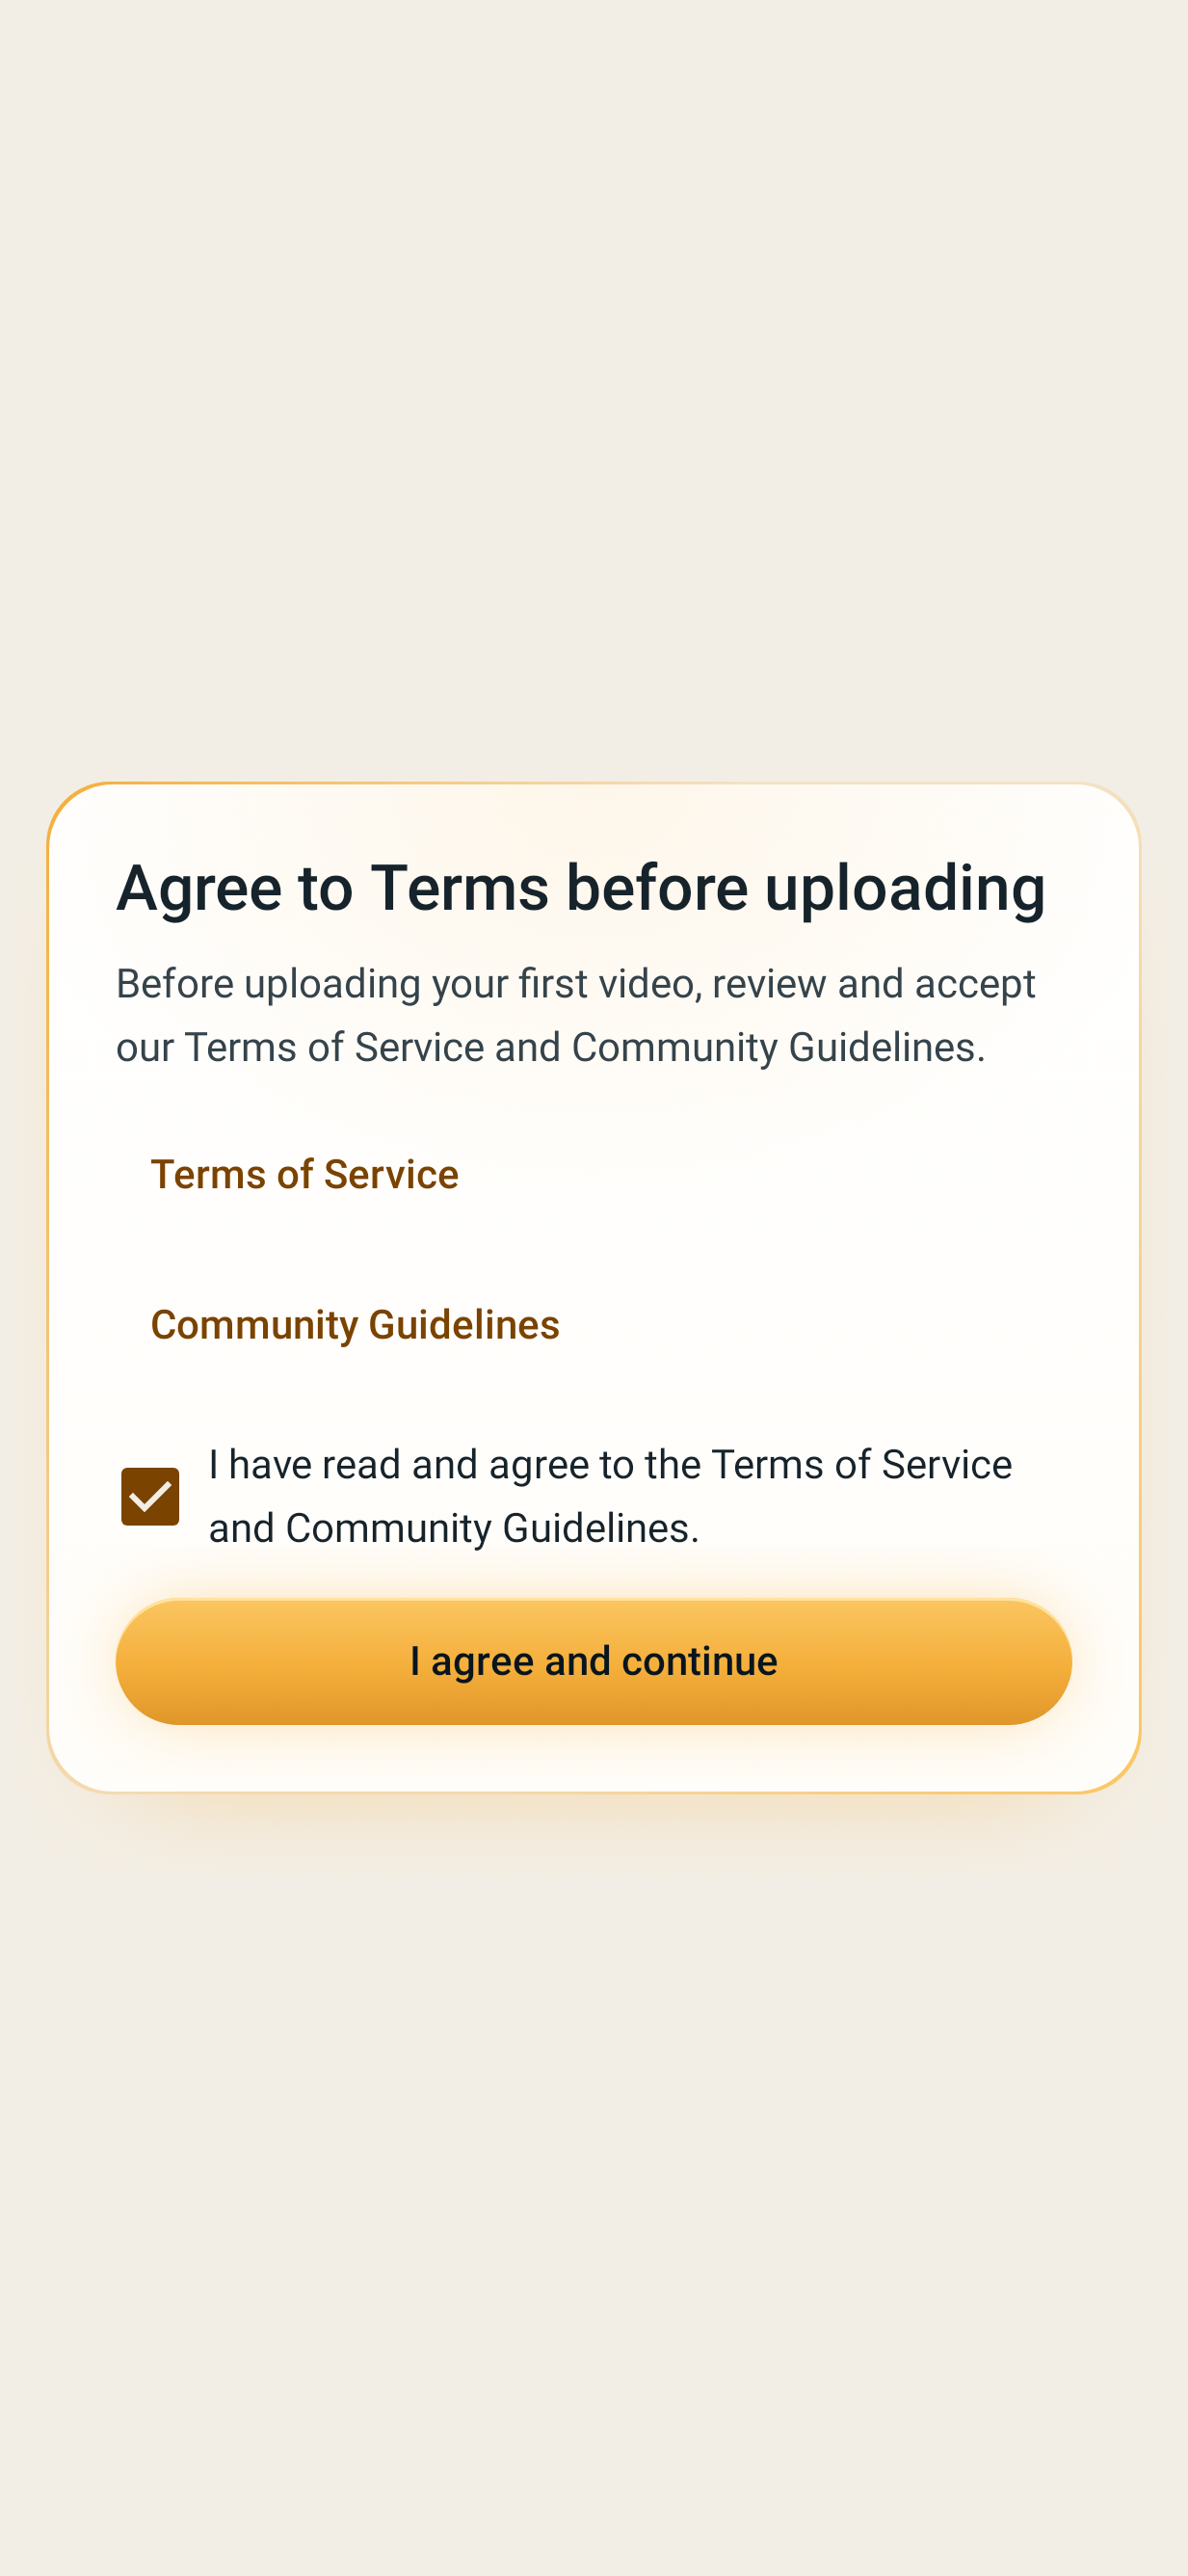 Agree to Terms before uploading
Before uploading your first video, review and accept
our Terms of Service and Community Guidelines.
Terms of Service
Community Guidelines
I have read and agree to the Terms of Service
and Community Guidelines.
I agree and continue